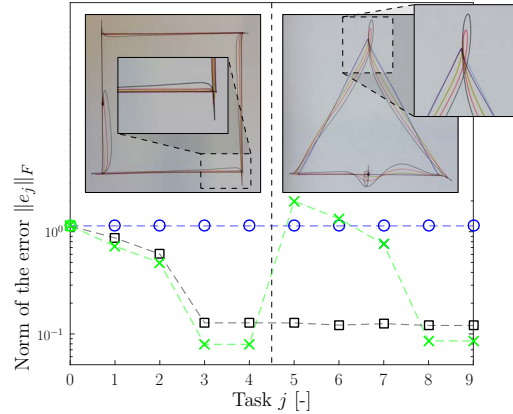 Norm of the error ‖e_j‖_F
10^0
10^{-1}
0 1 2 3 4 5 6 7 8 9
Task j [-]